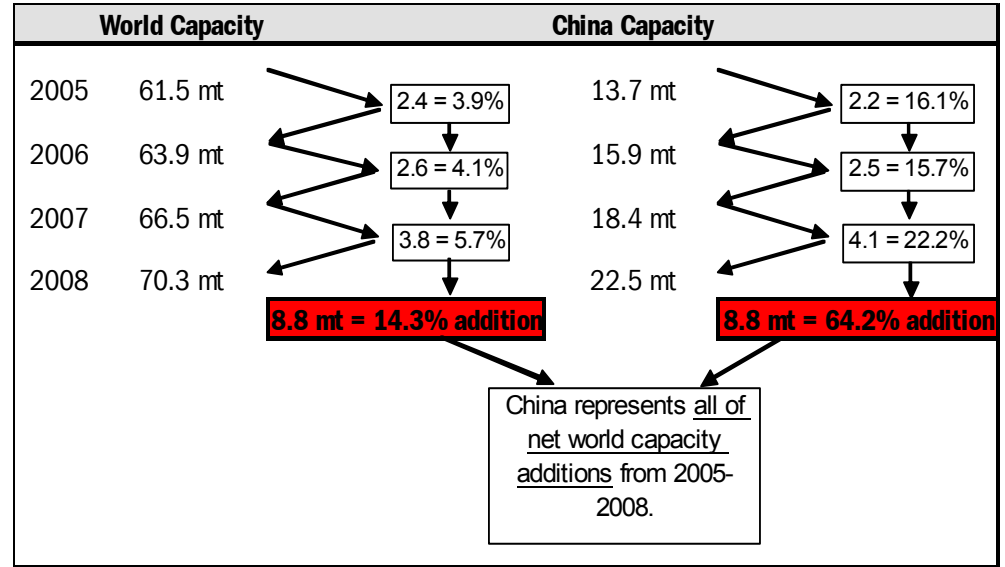 World Capacity China Capacity
2005 61.5 mt 13.7 mt
2.4 = 3.9% 2.2 = 16.1%
2006 63.9 mt 15.9 mt
2.6 = 4.1% 2.5 = 15.7%
2007 66.5 mt 18.4 mt
3.8 = 5.7% 4.1 = 22.2%
2008 70.3 mt 22.5 mt
8.8 mt = 14.3% addition 8.8 mt = 64.2% addition
China represents all of
net world capacity
additions from 2005-
2008.